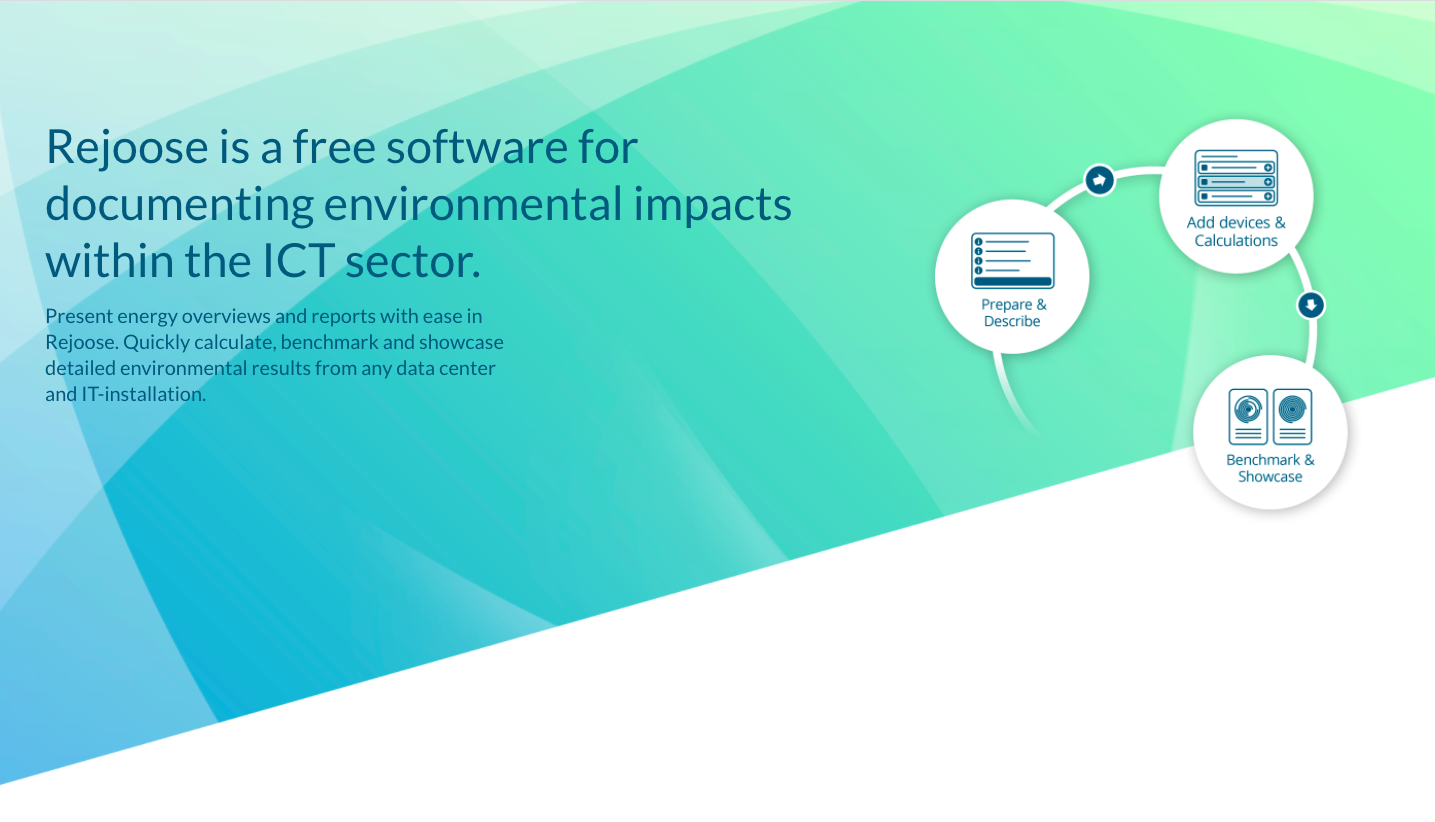 Rejoose is a free software for
documenting environmental impacts
within the ICT sector.
Present energy overviews and reports with ease in
Rejoose. Quickly calculate, benchmark and showcase
detailed environmental results from any data center
and IT-installation.
Prepare &
Describe
Add devices &
Calculations
Benchmark &
Showcase